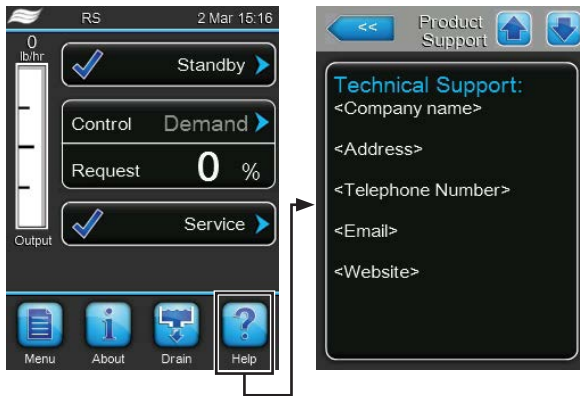 RS
2 Mar 15:16
0
lb/hr
Standby
Control
Demand
Request
0 %
Service
Output
Menu
About
Drain
Help
<<
Product
Support
Technical Support:
<Company name>
<Address>
<Telephone Number>
<Email>
<Website>